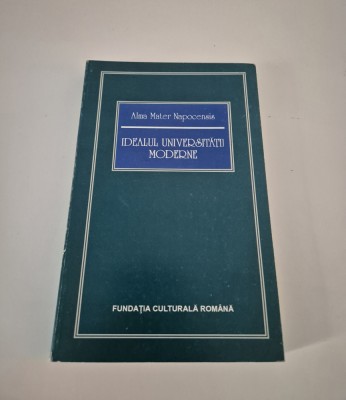 Alma Mater Napocensis
IDEALUL UNIVERSITĂȚII
MODERNE
FUNDAȚIA CULTURALĂ ROMÂNĂ